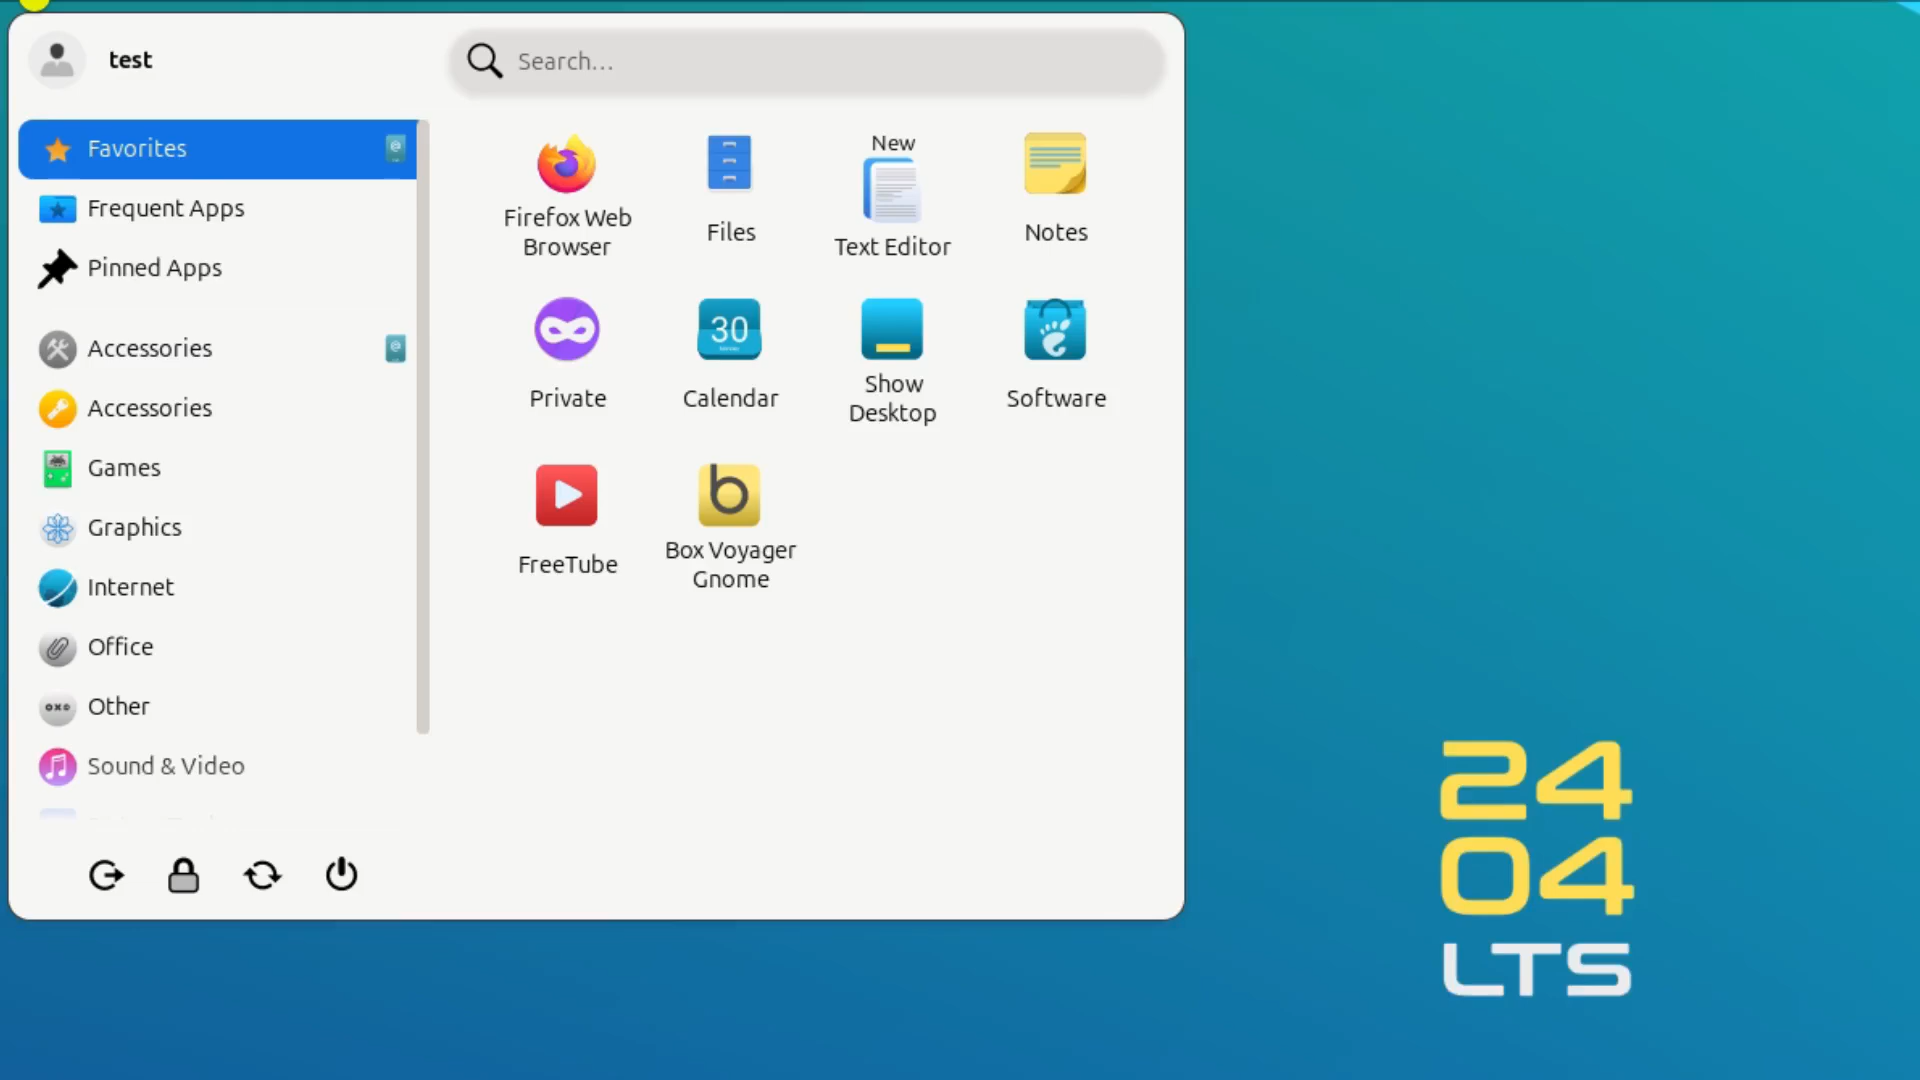 test
Search...
Favorites
Frequent Apps
Pinned Apps
Accessories
Accessories
Games
Graphics
Internet
Office
Other
Sound & Video
Firefox Web
Browser
Files
New
Text Editor
Notes
Private
30
Calendar
Show
Desktop
Software
FreeTube
b
Box Voyager
Gnome
24
04
LTS